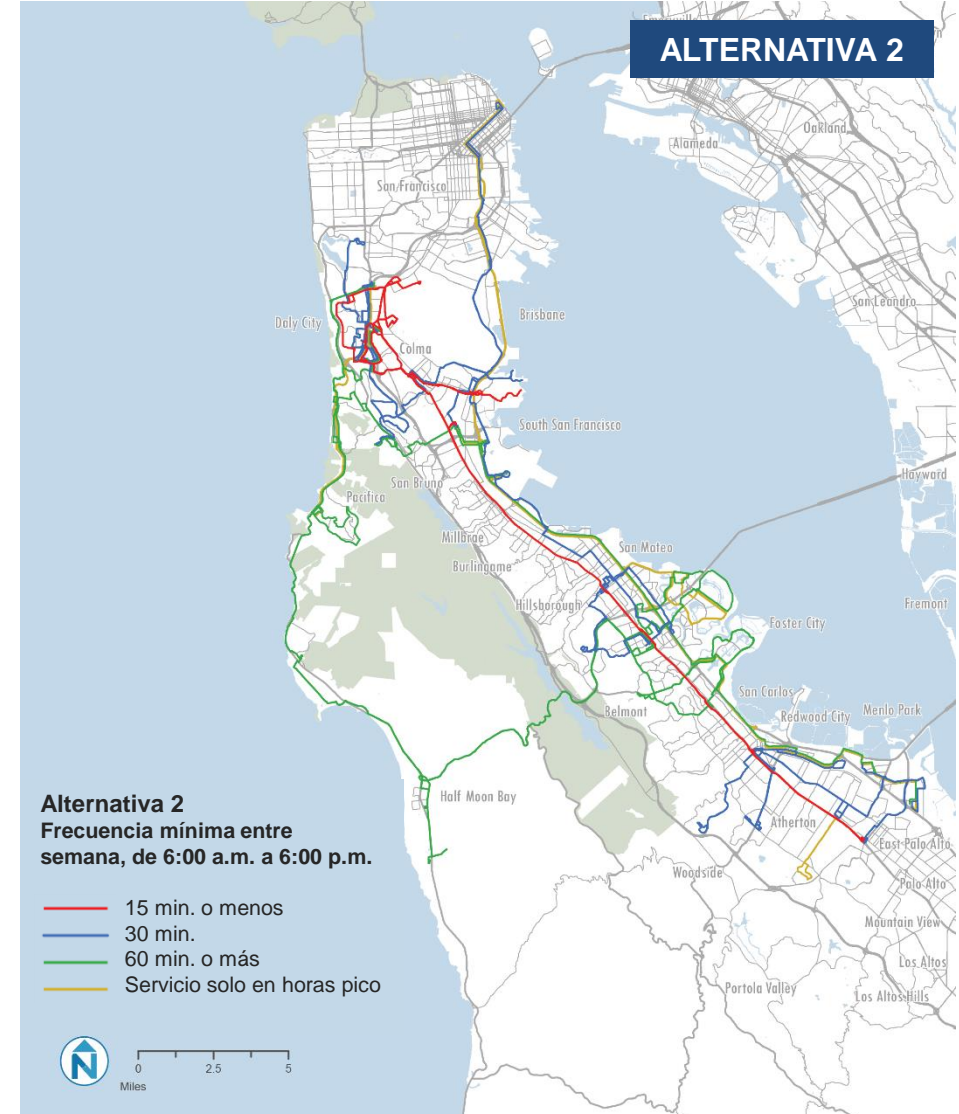 ALTERNATIVA 2
Oakland
Alameda
San Francisco
San Leandro
Daly City
Brisbane
Colma
South San Francisco
Hayward
San Bruno
Pacifica
Millbrae
San Mateo
Burlingame
Hillsborough
Fremont
Foster City
San Carlos
Belmont
Redwood City
Menlo Park
Half Moon Bay
Atherton
East Palo Alto
Woodside
Palo Alto
Mountain View
Los Altos
Portola Valley
Los Altos Hills
Alternativa 2
Frecuencia mínima entre
semana, de 6:00 a.m. a 6:00 p.m.
15 min. o menos
30 min.
60 min. o más
Servicio solo en horas pico
N
0 2.5 5
Miles